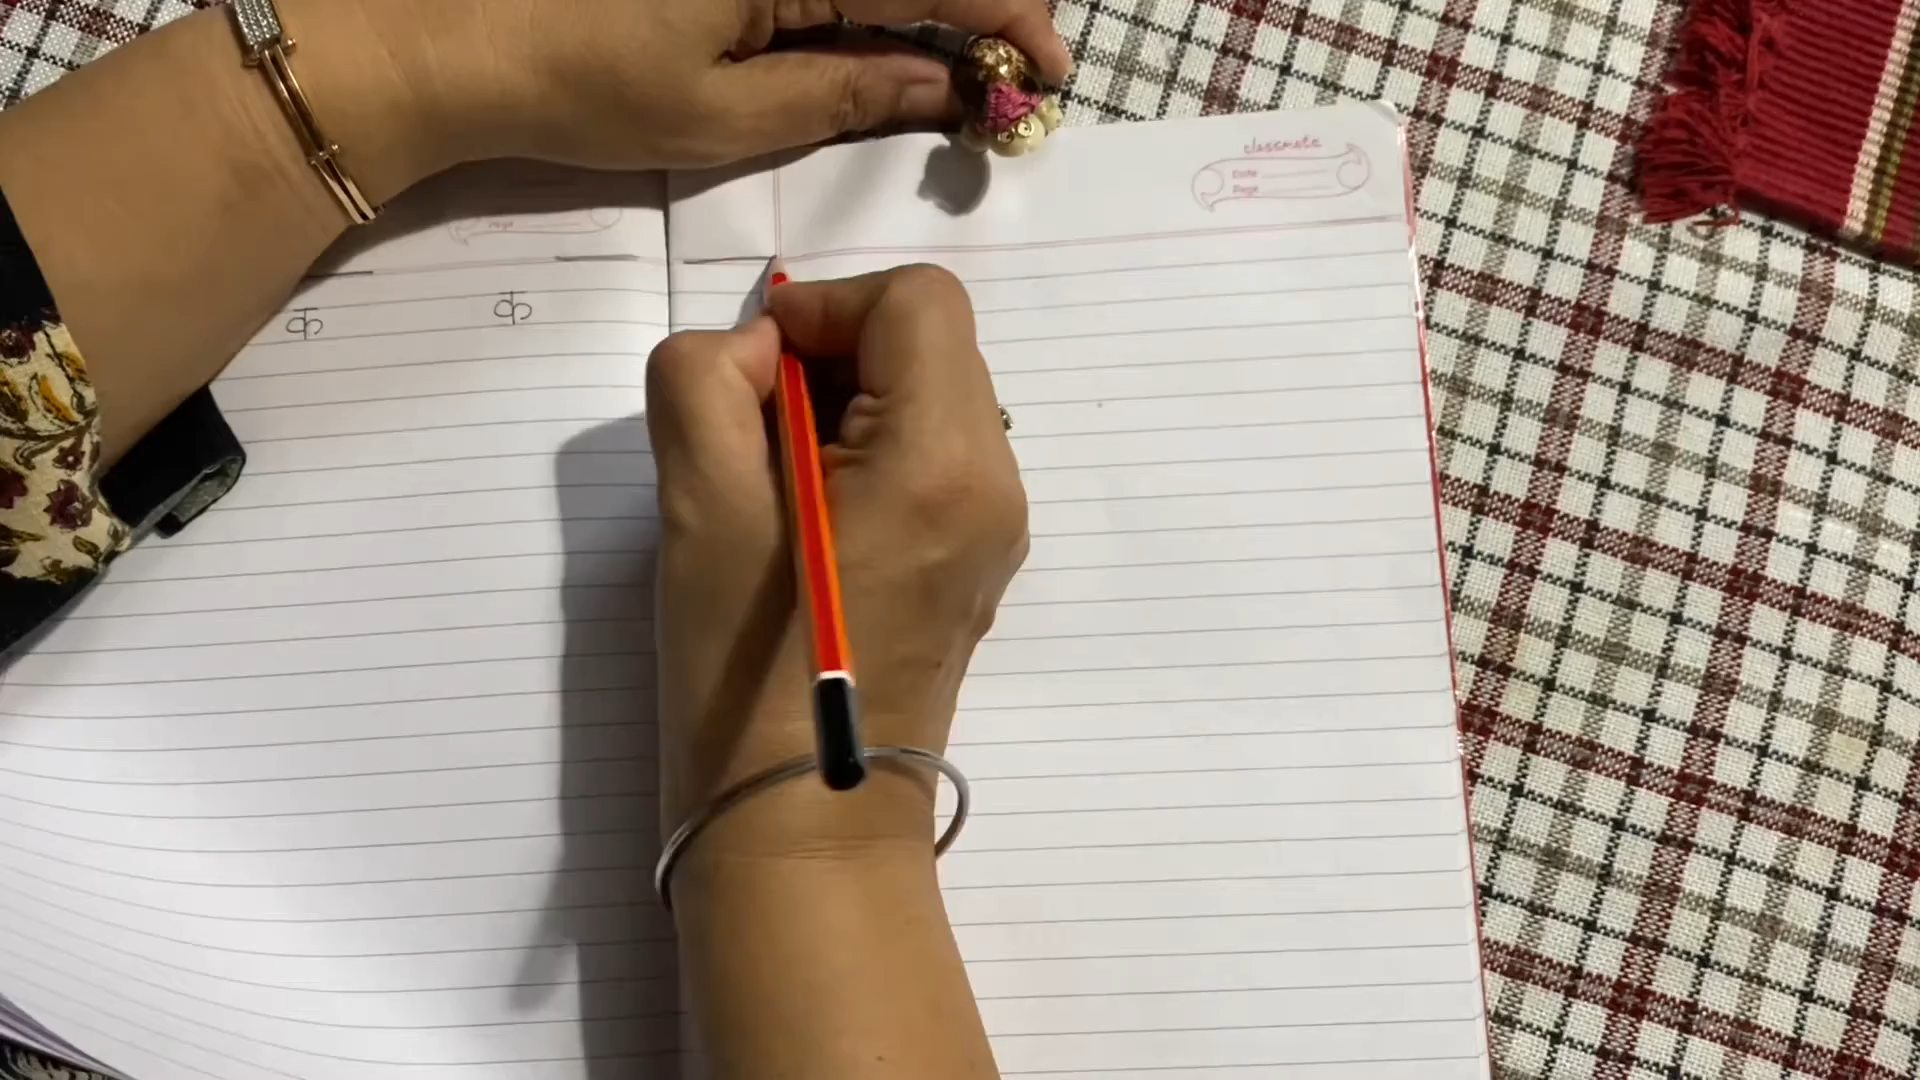 classmate
Date
Page
Page
क क